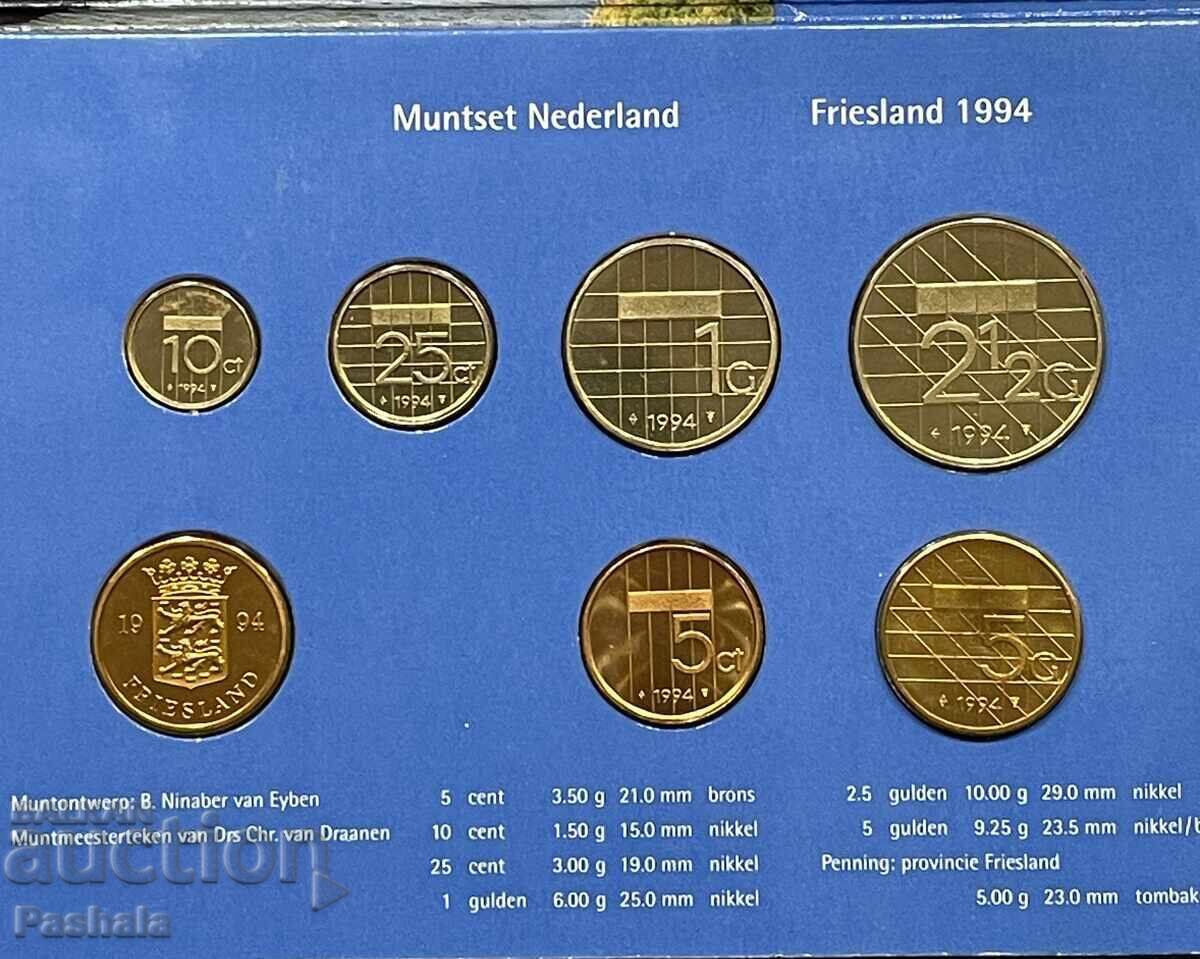 Muntset Nederland Friesland 1994
10 Ct
1994
25 Ct
1994
1 G
1994
2 1/2 G
1994
19 94
FRIESLAND
5 Ct
1994
5 G
1994
Muntontwerp: B. Ninaber van Eyben
Muntmeesterteken van Drs Chr. van Draanen
5 cent 3.50 g 21.0 mm brons
10 cent 1.50 g 15.0 mm nikkel
25 cent 3.00 g 19.0 mm nikkel
1 gulden 6.00 g 25.0 mm nikkel
2.5 gulden 10.00 g 29.0 mm nikkel
5 gulden 9.25 g 23.5 mm nikkel/b
Penning: provincie Friesland
5.00 g 23.0 mm tombak
BALKAN
auction
Pashala